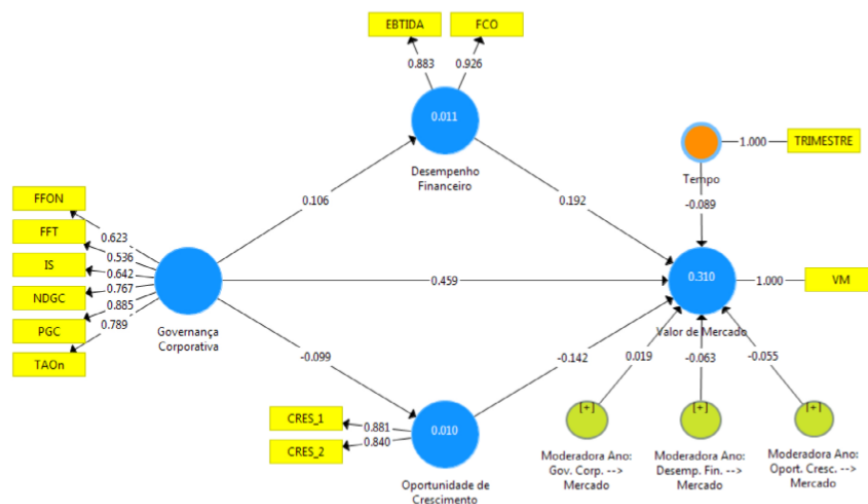 EBTIDA
FCO
0.883
0.926
0.011
Desempenho
Financeiro
1.000
TRIMESTRE
Tempo
FFON
FFT
IS
NDGC
PGC
TAOn
0.623
0.536
0.642
0.767
0.885
0.789
0.106
0.192
-0.089
0.459
0.310
1.000
VM
Governança
Corporativa
Valor de Mercado
-0.099
-0.142
0.019
-0.063
-0.055
CRES_1
CRES_2
0.881
0.840
0.010
Oportunidade de
Crescimento
[+]
[+]
[+]
Moderadora Ano:
Gov. Corp. -->
Mercado
Moderadora Ano:
Desemp. Fin. -->
Mercado
Moderadora Ano:
Oport. Cresc. -->
Mercado